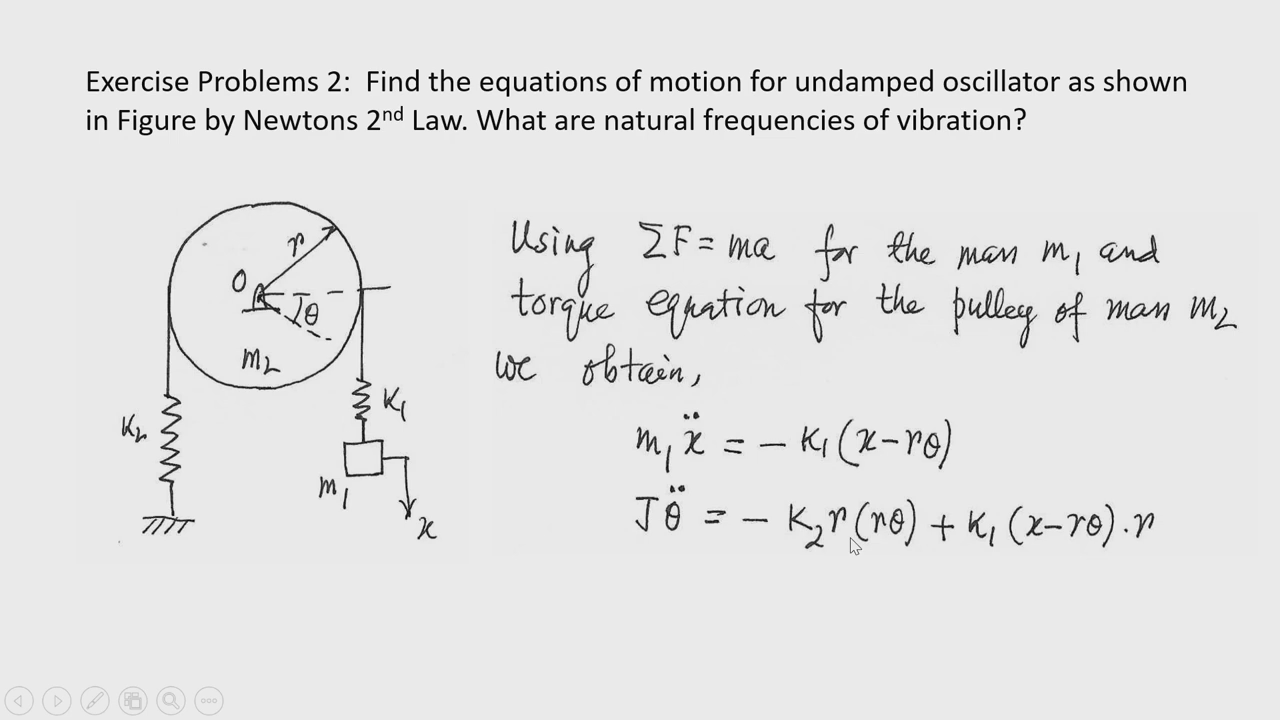 Exercise Problems 2: Find the equations of motion for undamped oscillator as shown
in Figure by Newtons 2nd Law. What are natural frequencies of vibration?
r
O
θ
m2
K2
K1
m1
x
Using ΣF = ma for the mass m1 and
torque equation for the pulley of mass m2
we obtain,
m1ẍ = − K1(x−rθ)
Jθ̈ = − K2r(rθ) + K1(x−rθ).r